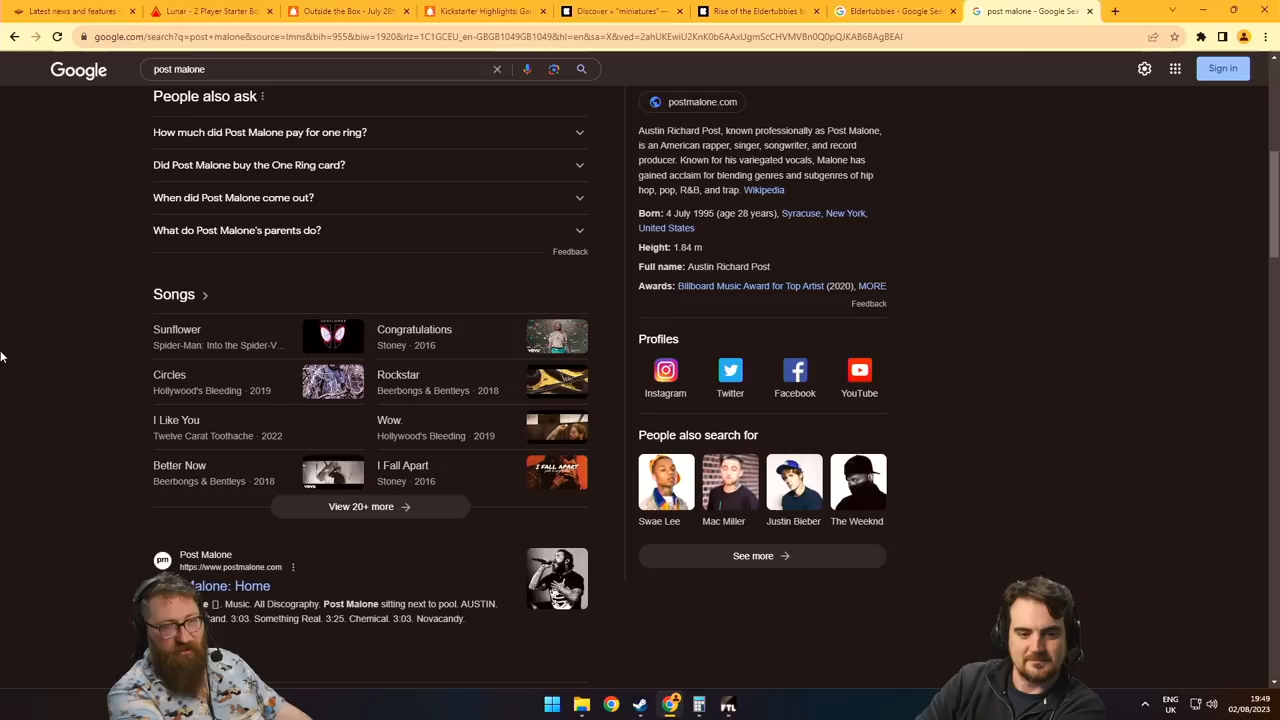 Latest crowdfunding projects -
Lunar - 2 Player Starter Bo
Outside the Box - July 28th
Kickstarter Highlights: Ga
Discover » "miniatures" —
Rise of the Eldertubbies b
Eldertubbies - Google Sea
post malone - Google Sea
google.com/search?q=post+malone&source=lmns&bih=955&biw=1920&rlz=1C1GCEU_en-GBGB1049GB1049&hl=en&sa=X&ved=2ahUKEwiU2KnK0b6AAxUgmScCHVMVBn0Q0pQJKAB6BAgBEAI
Google
post malone
Sign in
People also ask
How much did Post Malone pay for one ring?
Did Post Malone buy the One Ring card?
When did Post Malone come out?
What do Post Malone's parents do?
Feedback
Songs
Sunflower
Spider-Man: Into the Spider-V...
Congratulations
Stoney · 2016
Circles
Hollywood's Bleeding · 2019
Rockstar
Beerbongs & Bentleys · 2018
I Like You
Twelve Carat Toothache · 2022
Wow.
Hollywood's Bleeding · 2019
Better Now
Beerbongs & Bentleys · 2018
I Fall Apart
Stoney · 2016
I FALL APART
View 20+ more
pm
Post Malone
https://www.postmalone.com
Malone: Home
Music. All Discography. Post Malone sitting next to pool. AUSTIN.
rd. 3:03. Something Real. 3:25. Chemical. 3:03. Novacandy.
postmalone.com
Austin Richard Post, known professionally as Post Malone,
is an American rapper, singer, songwriter, and record
producer. Known for his variegated vocals, Malone has
gained acclaim for blending genres and subgenres of hip
hop, pop, R&B, and trap. Wikipedia
Born: 4 July 1995 (age 28 years), Syracuse, New York,
United States
Height: 1.84 m
Full name: Austin Richard Post
Awards: Billboard Music Award for Top Artist (2020), MORE
Feedback
Profiles
Instagram
Twitter
Facebook
YouTube
People also search for
Swae Lee
Mac Miller
Justin Bieber
The Weeknd
See more
FTL
ENG
UK
19:49
02/08/2023